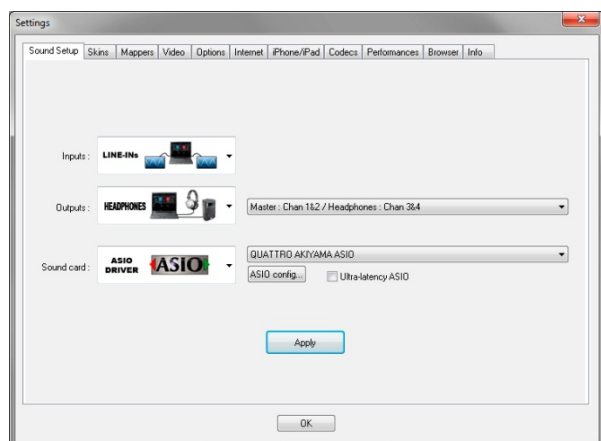 Settings
Sound Setup Skins Mappers Video Options Internet iPhone/iPad Codecs Performances Browser Info
Inputs : LINE-INs
Outputs : HEADPHONES Master : Chan 1&2 / Headphones : Chan 3&4
Sound card : ASIO DRIVER ASIO QUATTRO AKIYAMA ASIO
ASIO config... Ultra-latency ASIO
Apply
OK